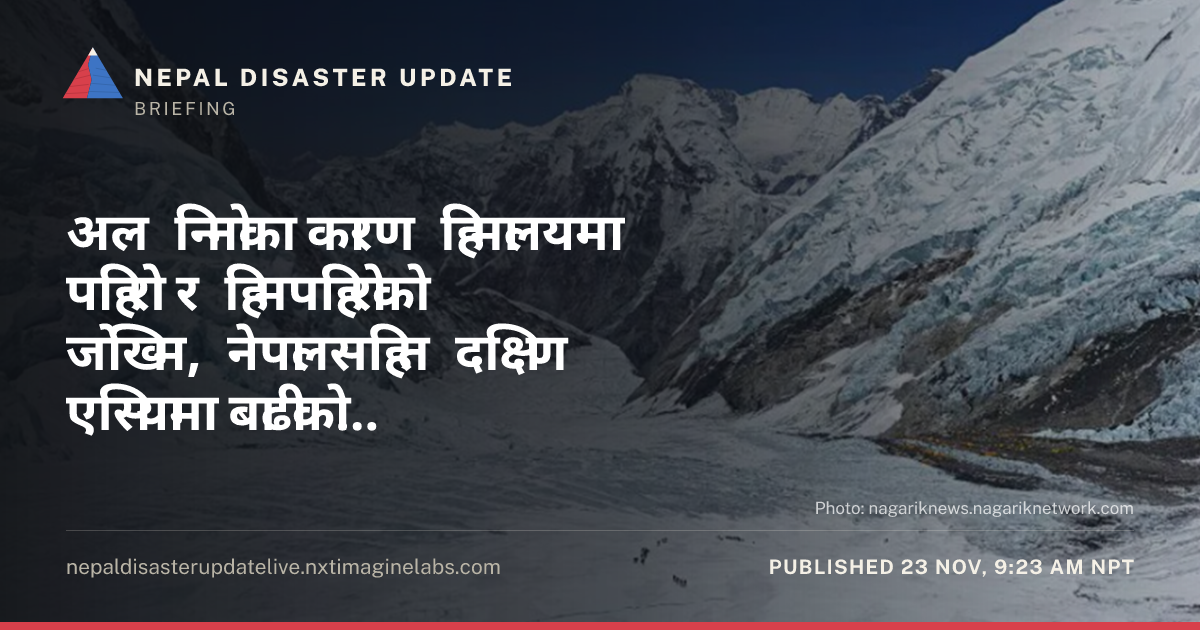 NEPAL DISASTER UPDATE
BRIEFING
अल निनोका कारण हिमालयमा
पहिरो र हिमपहिरोको
जोखिम, नेपालसहित दक्षिण
एसियामा बाढीको...
Photo: nagariknews.nagariknetwork.com
nepaldisasterupdatelive.nxtimaginelabs.com
PUBLISHED 23 NOV, 9:23 AM NPT